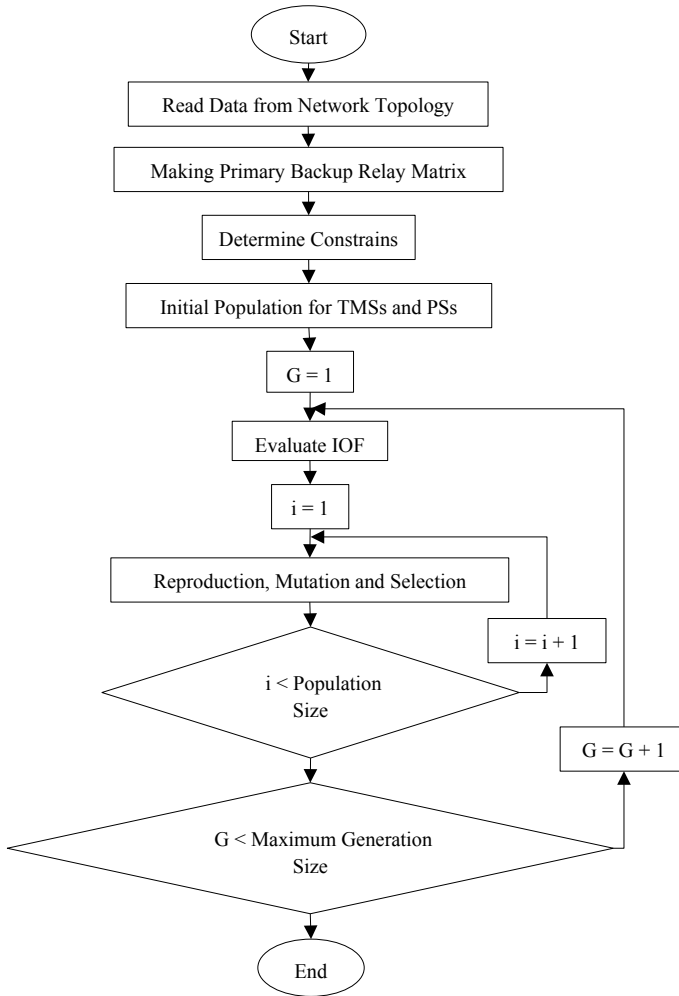 Start
Read Data from Network Topology
Making Primary Backup Relay Matrix
Determine Constrains
Initial Population for TMSs and PSs
G = 1
Evaluate IOF
i = 1
Reproduction, Mutation and Selection
i = i + 1
i < Population
Size
G = G + 1
G < Maximum Generation
Size
End